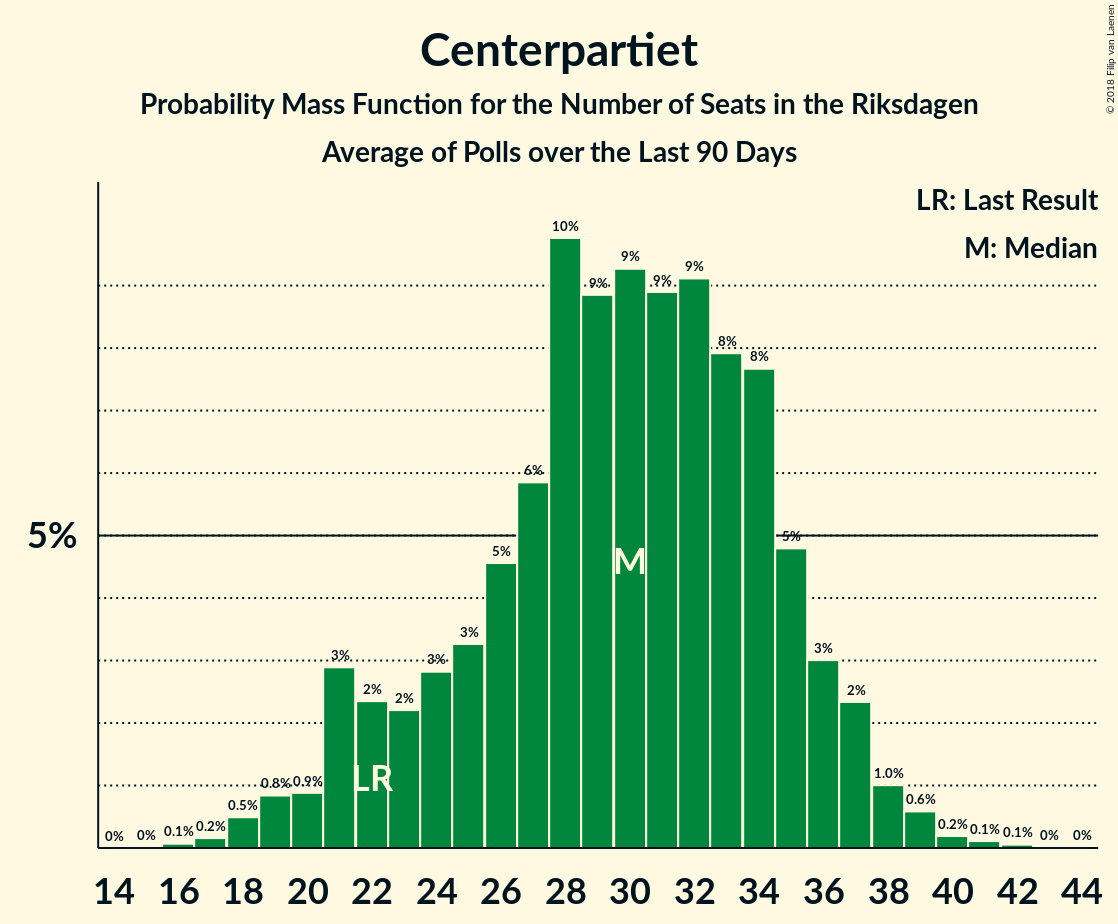 Centerpartiet
Probability Mass Function for the Number of Seats in the Riksdagen
Average of Polls over the Last 90 Days
© 2018 Filip van Laenen
LR: Last Result
M: Median
5%
0% 0% 0.1% 0.2% 0.5% 0.8% 0.9% 3% 2% 2% 3% 3% 5% 6% 10% 9% 9% 9% 9% 8% 8% 5% 3% 2% 1.0% 0.6% 0.2% 0.1% 0.1% 0% 0%
M
LR
14 16 18 20 22 24 26 28 30 32 34 36 38 40 42 44